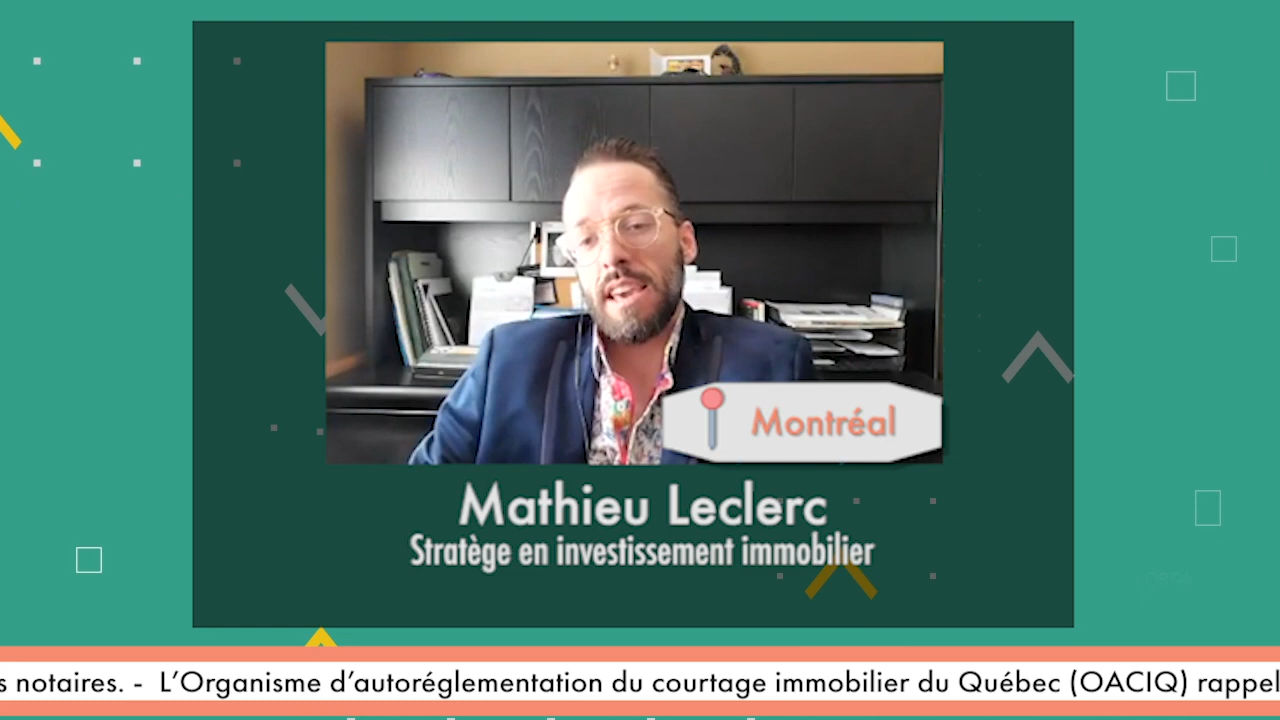 Montréal
Mathieu Leclerc
Stratège en investissement immobilier
notaires. - L'Organisme d'autoréglementation du courtage immobilier du Québec (OACIQ) rappel